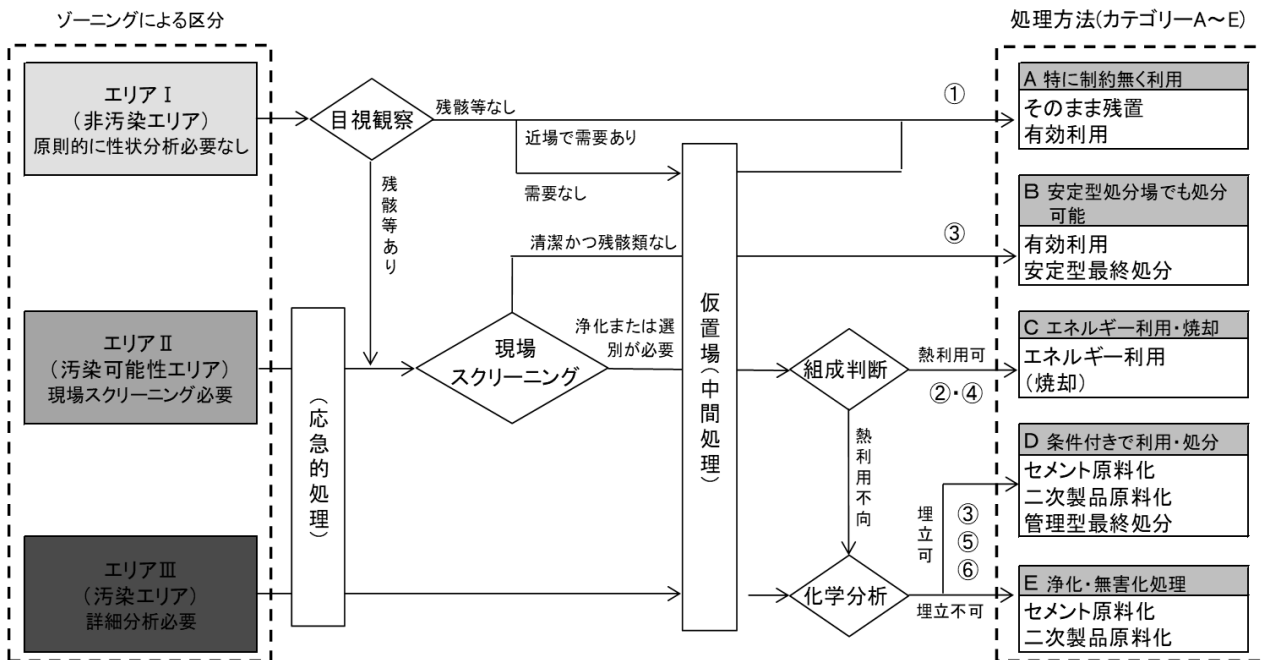 ゾーニングによる区分
処理方法(カテゴリーA～E)
エリアⅠ
(非汚染エリア)
原則的に性状分析必要なし
目視観察
残骸等なし
①
近場で需要あり
需要なし
残骸等あり
A 特に制約無く利用
そのまま残置
有効利用
清潔かつ残骸類なし
③
B 安定型処分場でも処分
可能
有効利用
安定型最終処分
エリアⅡ
(汚染可能性エリア)
現場スクリーニング必要
(応急的処理)
現場
スクリーニング
浄化または選
別が必要
仮置場(中間処理)
組成判断
熱利用可
②・④
熱利用不向
C エネルギー利用・焼却
エネルギー利用
(焼却)
D 条件付きで利用・処分
セメント原料化
二次製品原料化
管理型最終処分
エリアⅢ
(汚染エリア)
詳細分析必要
化学分析
埋立可
③
⑤
⑥
埋立不可
E 浄化・無害化処理
セメント原料化
二次製品原料化